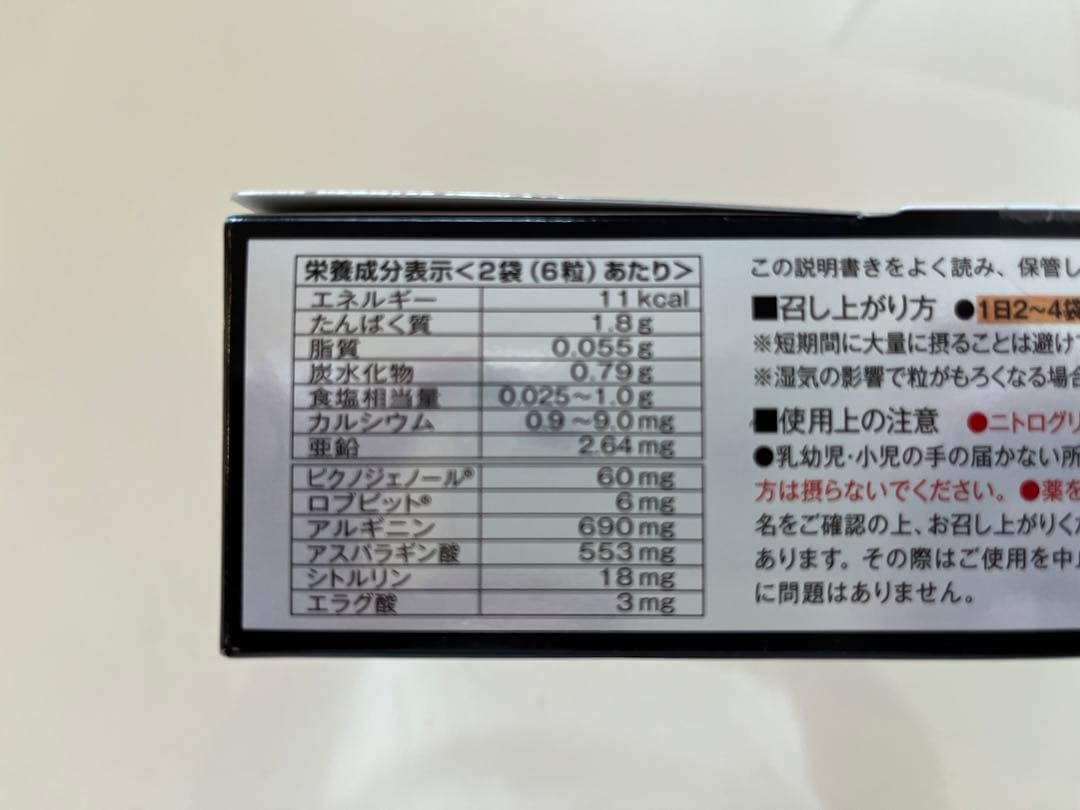 栄養成分表示<2袋(6粒)あたり>
エネルギー 11kcal
たんぱく質 1.8g
脂質 0.055g
炭水化物 0.79g
食塩相当量 0.025〜1.0g
カルシウム 0.9〜9.0mg
亜鉛 2.64mg
ピクノジェノール® 60mg
ロブビット® 6mg
アルギニン 690mg
アスパラギン酸 553mg
シトルリン 18mg
エラグ酸 3mg
この説明書きをよく読み、保管し
■召し上がり方 ●1日2〜4袋
※短期間に大量に摂ることは避け
※湿気の影響で粒がもろくなる場合
■使用上の注意 ●ニトログリ
●乳幼児・小児の手の届かない所
方は摂らないでください。●薬を
名をご確認の上、お召し上がりくだ
あります。その際はご使用を中止
に問題はありません。